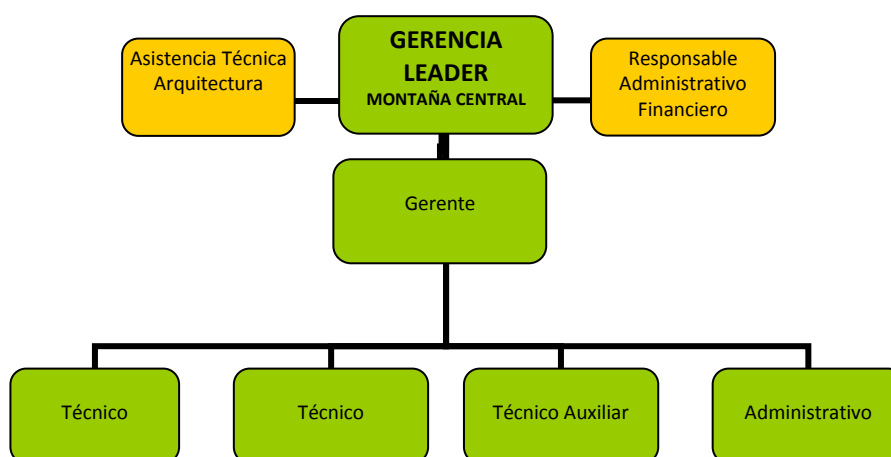 Asistencia Técnica
Arquitectura
GERENCIA
LEADER
MONTAÑA CENTRAL
Responsable
Administrativo
Financiero
Gerente
Técnico
Técnico
Técnico Auxiliar
Administrativo